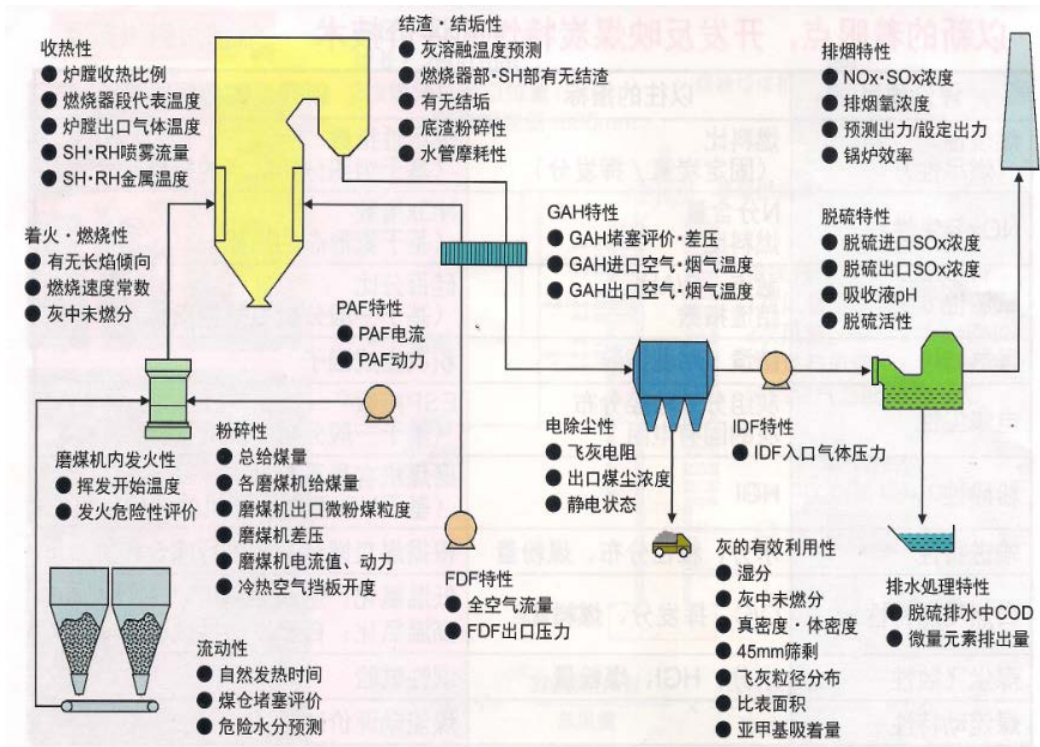 收热性
● 炉膛收热比例
● 燃烧器段代表温度
● 炉膛出口气体温度
● SH·RH喷雾流量
● SH·RH金属温度
结渣·结垢性
● 灰溶融温度预测
● 燃烧器部·SH部有无结渣
● 有无结垢
● 底渣粉碎性
● 水管摩耗性
排烟特性
● NOx·SOx浓度
● 排烟氧浓度
● 预测出力/設定出力
● 锅炉效率
着火·燃烧性
● 有无长焰倾向
● 燃烧速度常数
● 灰中未燃分
PAF特性
● PAF电流
● PAF动力
GAH特性
● GAH堵塞评价·差压
● GAH进口空气·烟气温度
● GAH出口空气·烟气温度
脱硫特性
● 脱硫进口SOx浓度
● 脱硫出口SOx浓度
● 吸收液pH
● 脱硫活性
磨煤机内发火性
● 挥发开始温度
● 发火危险性评价
粉碎性
● 总给煤量
● 各磨煤机给煤量
● 磨煤机出口微粉煤粒度
● 磨煤机差压
● 磨煤机电流值、动力
● 冷热空气挡板开度
电除尘性
● 飞灰电阻
● 出口煤尘浓度
● 静电状态
IDF特性
● IDF入口气体压力
FDF特性
● 全空气流量
● FDF出口压力
流动性
● 自然发热时间
● 煤仓堵塞评价
● 危险水分预测
灰的有效利用性
● 湿分
● 灰中未燃分
● 真密度·体密度
● 45mm筛剩
● 飞灰粒径分布
● 比表面积
● 亚甲基吸着量
排水処理特性
● 脱硫排水中COD
● 微量元素排出量